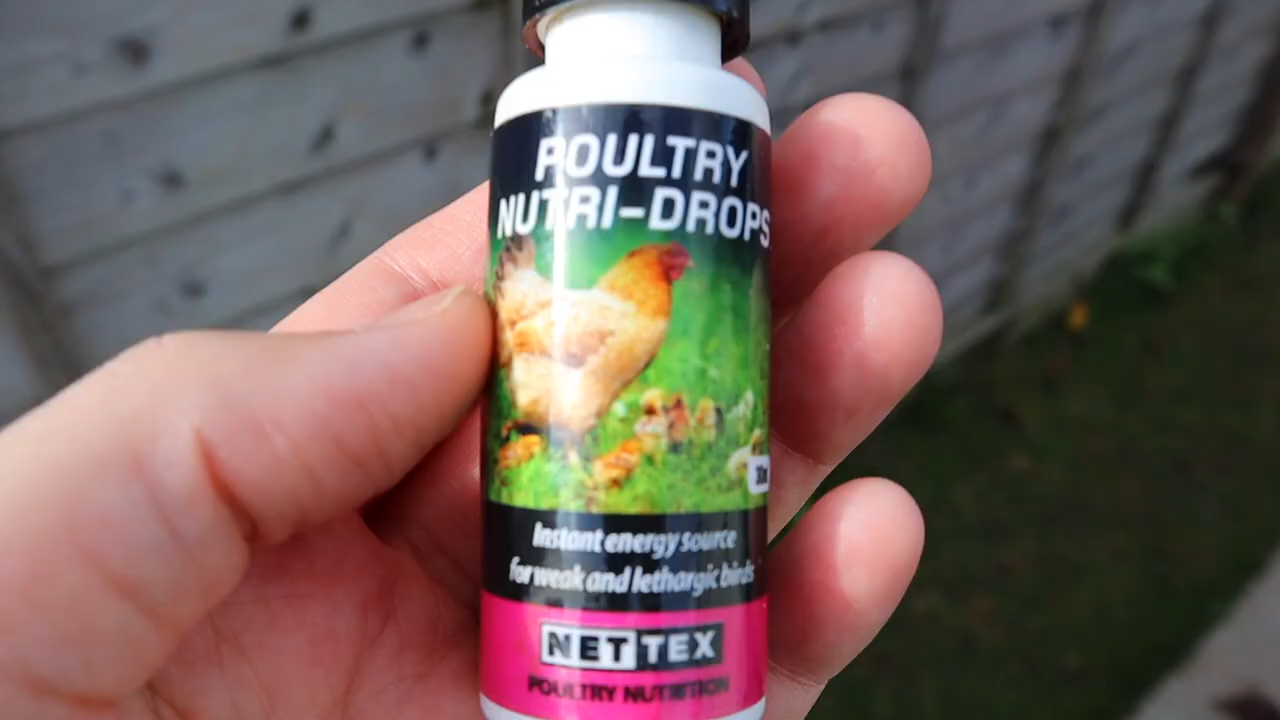 POULTRY
NUTRI-DROPS
Instant energy source
for weak and lethargic birds
NETTEX
POULTRY NUTRITION